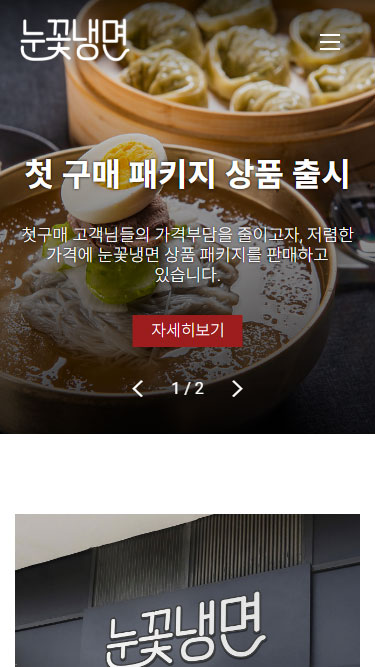 눈꽃냉면
첫 구매 패키지 상품 출시
첫구매 고객님들의 가격부담을 줄이고자, 저렴한
가격에 눈꽃냉면 상품 패키지를 판매하고
있습니다.
자세히보기
1 / 2
눈꽃냉면